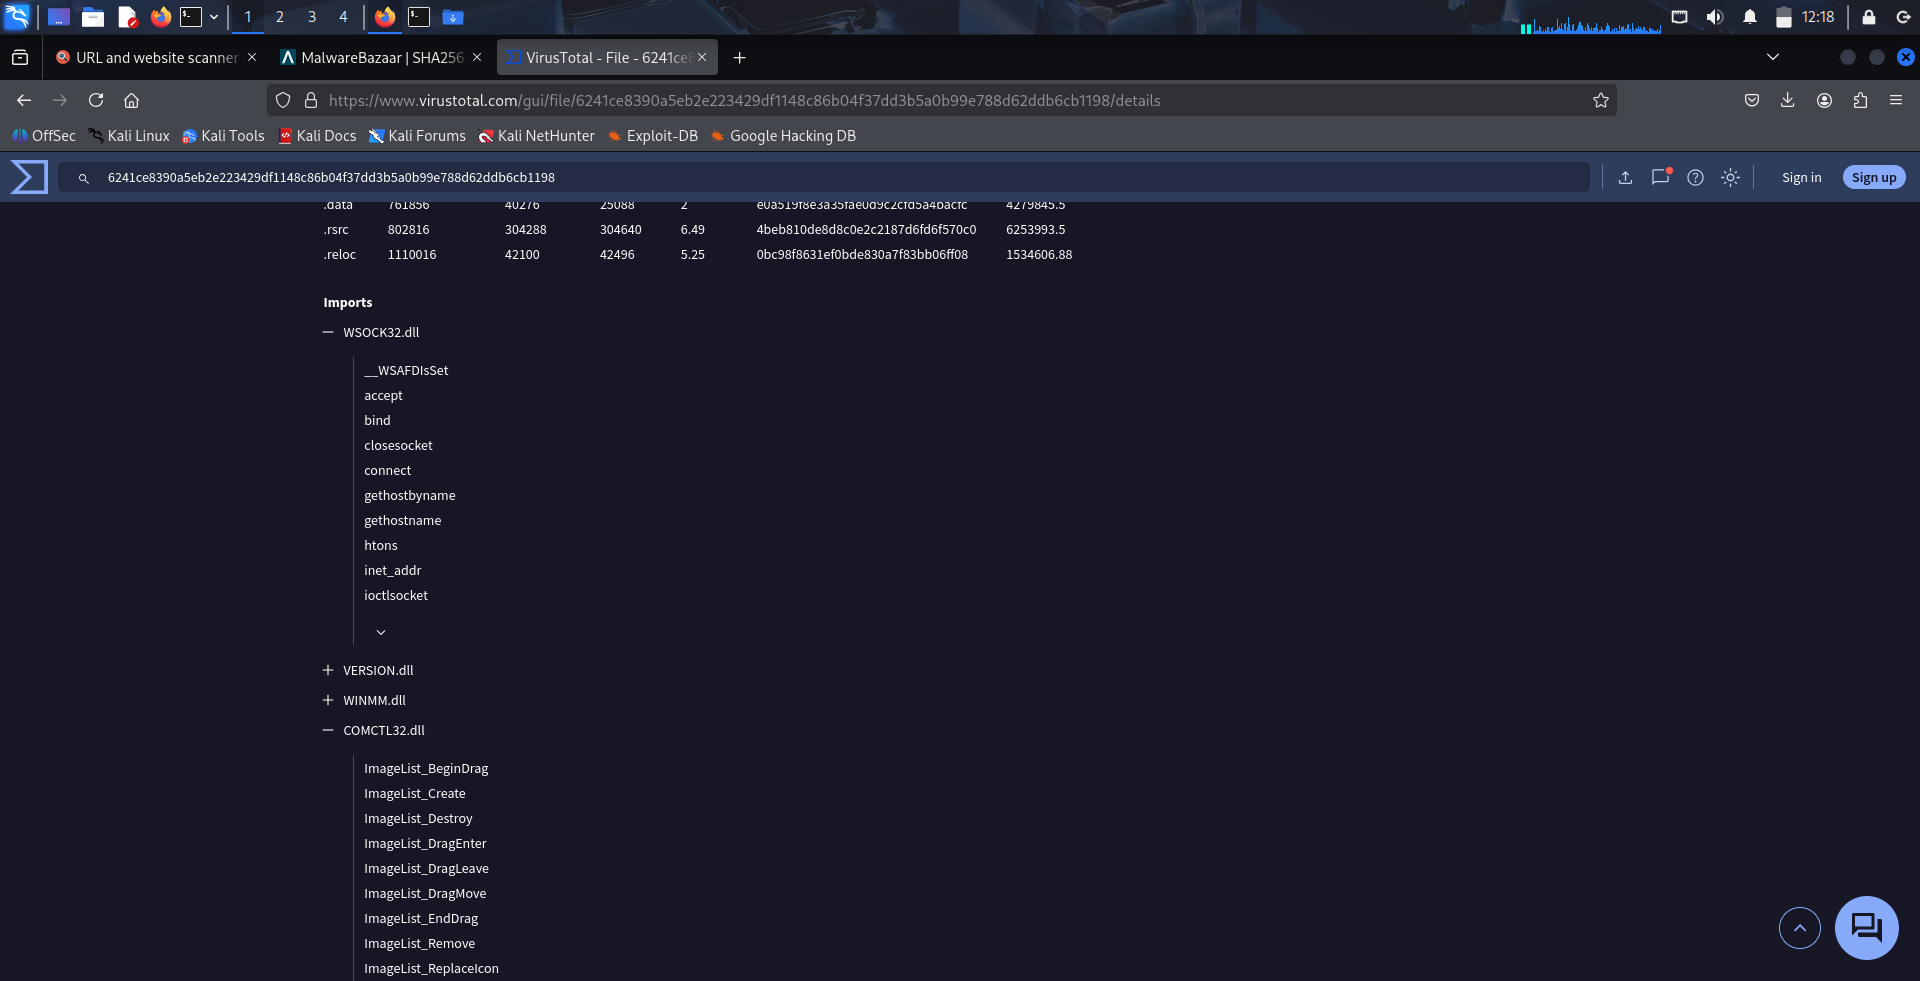 1 2 3 4 12:18
URL and website scanner MalwareBazaar | SHA256 VirusTotal - File - 6241ce8
https://www.virustotal.com/gui/file/6241ce8390a5eb2e223429df1148c86b04f37dd3b5a0b99e788d62ddb6cb1198/details
OffSec Kali Linux Kali Tools Kali Docs Kali Forums Kali NetHunter Exploit-DB Google Hacking DB
6241ce8390a5eb2e223429df1148c86b04f37dd3b5a0b99e788d62ddb6cb1198 Sign in Sign up
.data 761856 40276 25088 2 e0a519f8e3a35fae0d9c2cfd5a4bacfc 4279845.5
.rsrc 802816 304288 304640 6.49 4beb810de8d8c0e2c2187d6fd6f570c0 6253993.5
.reloc 1110016 42100 42496 5.25 0bc98f8631ef0bde830a7f83bb06ff08 1534606.88
Imports
WSOCK32.dll
__WSAFDIsSet
accept
bind
closesocket
connect
gethostbyname
gethostname
htons
inet_addr
ioctlsocket
VERSION.dll
WINMM.dll
COMCTL32.dll
ImageList_BeginDrag
ImageList_Create
ImageList_Destroy
ImageList_DragEnter
ImageList_DragLeave
ImageList_DragMove
ImageList_EndDrag
ImageList_Remove
ImageList_ReplaceIcon